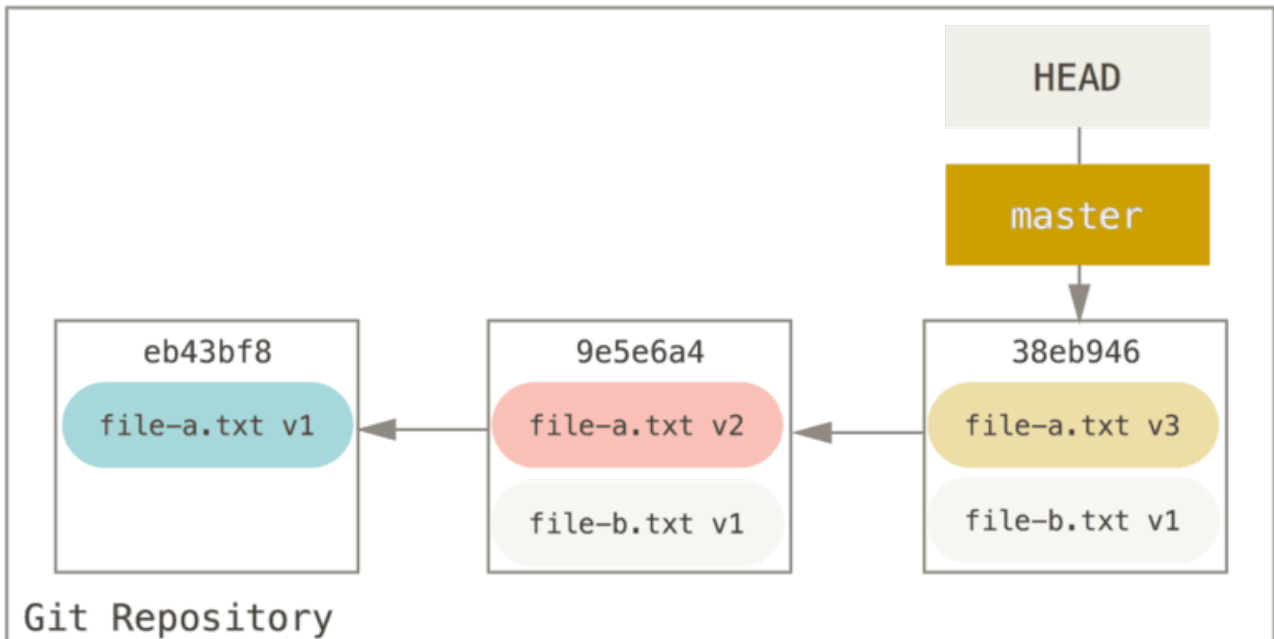 HEAD
master
eb43bf8
9e5e6a4
38eb946
file-a.txt v1
file-a.txt v2
file-a.txt v3
file-b.txt v1
file-b.txt v1
Git Repository